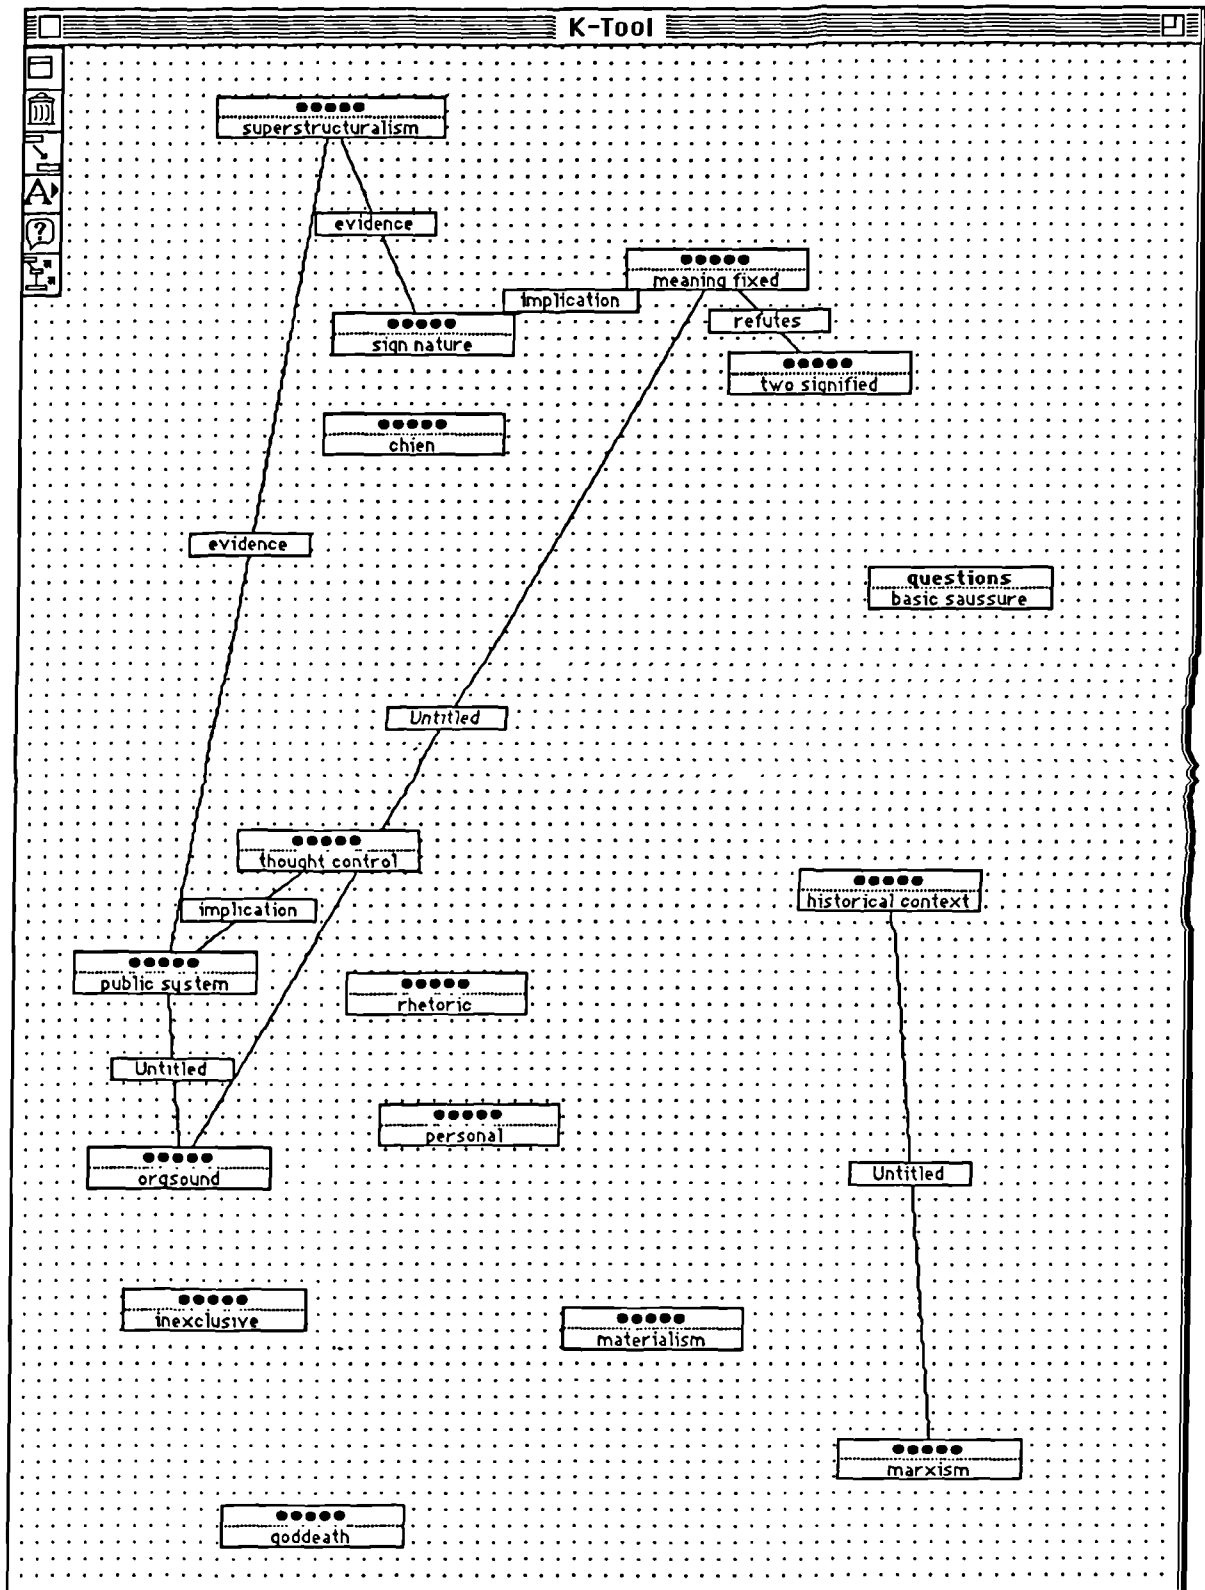 K-Tool
●●●●●
superstructuralism
evidence
●●●●●
meaning fixed
implication
refutes
●●●●●
sign nature
●●●●●
two signified
●●●●●
chien
evidence
questions
basic saussure
Untitled
●●●●●
thought control
●●●●●
historical context
implication
●●●●●
public system
●●●●●
rhetoric
Untitled
●●●●●
personal
●●●●●
orgsound
Untitled
●●●●●
inexclusive
●●●●●
materialism
●●●●●
marxism
●●●●●
goddeath
A
?